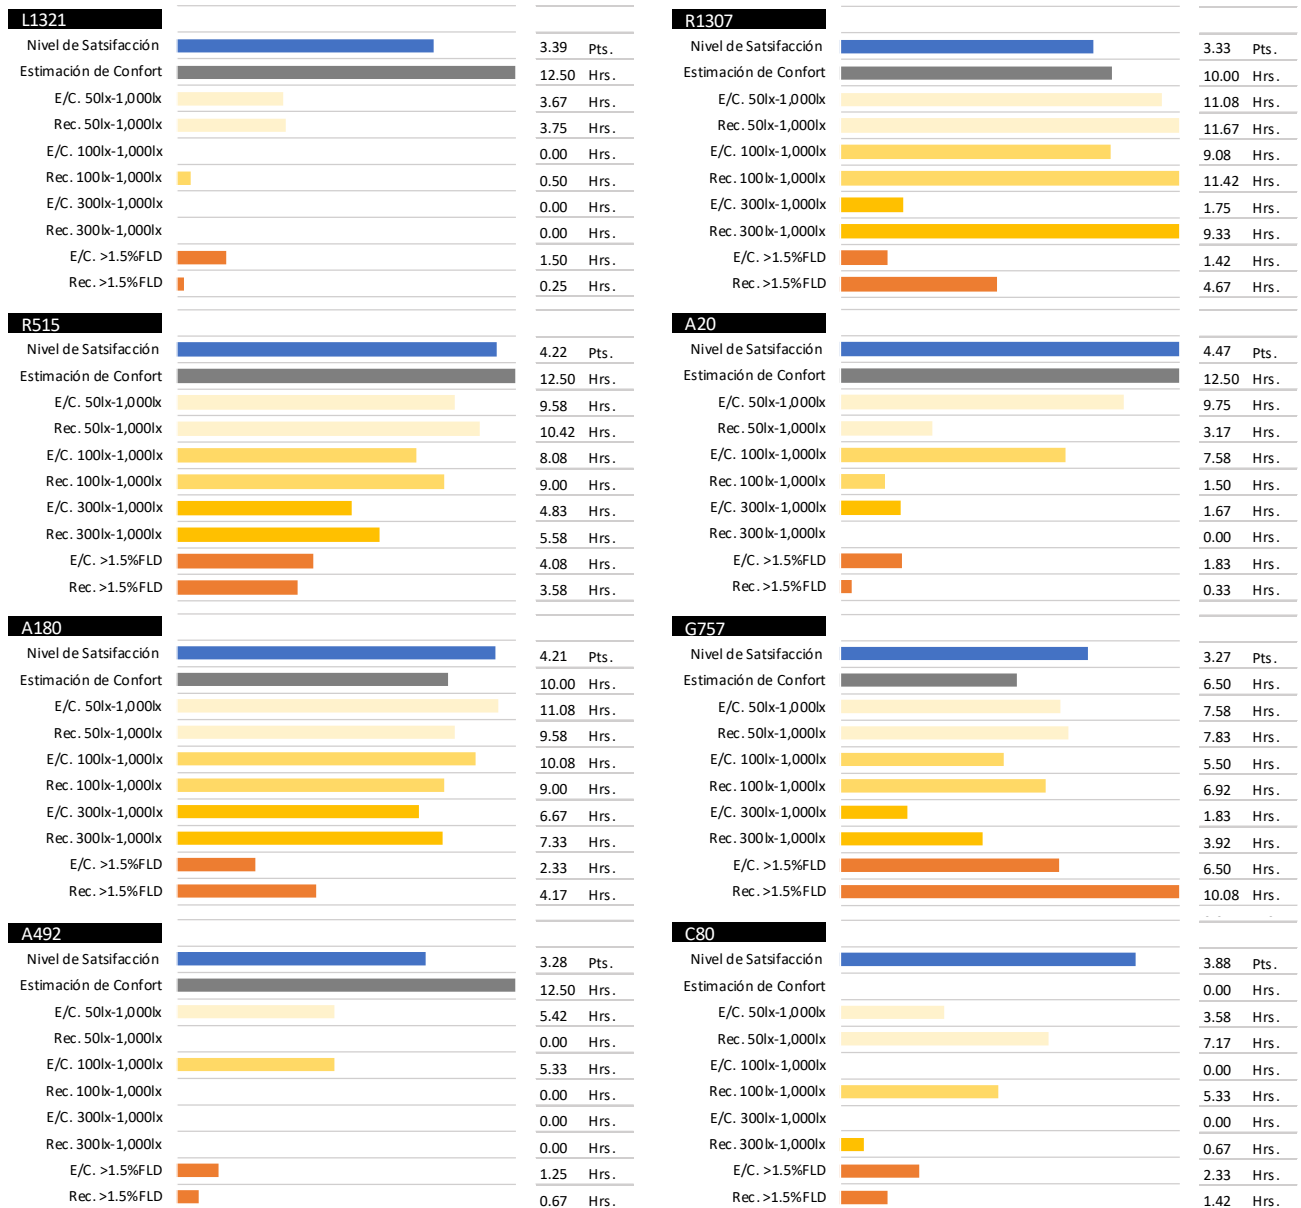 L1321
Nivel de Satsifacción 3.39 Pts.
Estimación de Confort 12.50 Hrs.
E/C. 50lx-1,000lx 3.67 Hrs.
Rec. 50lx-1,000lx 3.75 Hrs.
E/C. 100lx-1,000lx 0.00 Hrs.
Rec. 100lx-1,000lx 0.50 Hrs.
E/C. 300lx-1,000lx 0.00 Hrs.
Rec. 300lx-1,000lx 0.00 Hrs.
E/C. >1.5%FLD 1.50 Hrs.
Rec. >1.5%FLD 0.25 Hrs.
R1307
Nivel de Satsifacción 3.33 Pts.
Estimación de Confort 10.00 Hrs.
E/C. 50lx-1,000lx 11.08 Hrs.
Rec. 50lx-1,000lx 11.67 Hrs.
E/C. 100lx-1,000lx 9.08 Hrs.
Rec. 100lx-1,000lx 11.42 Hrs.
E/C. 300lx-1,000lx 1.75 Hrs.
Rec. 300lx-1,000lx 9.33 Hrs.
E/C. >1.5%FLD 1.42 Hrs.
Rec. >1.5%FLD 4.67 Hrs.
R515
Nivel de Satsifacción 4.22 Pts.
Estimación de Confort 12.50 Hrs.
E/C. 50lx-1,000lx 9.58 Hrs.
Rec. 50lx-1,000lx 10.42 Hrs.
E/C. 100lx-1,000lx 8.08 Hrs.
Rec. 100lx-1,000lx 9.00 Hrs.
E/C. 300lx-1,000lx 4.83 Hrs.
Rec. 300lx-1,000lx 5.58 Hrs.
E/C. >1.5%FLD 4.08 Hrs.
Rec. >1.5%FLD 3.58 Hrs.
A20
Nivel de Satsifacción 4.47 Pts.
Estimación de Confort 12.50 Hrs.
E/C. 50lx-1,000lx 9.75 Hrs.
Rec. 50lx-1,000lx 3.17 Hrs.
E/C. 100lx-1,000lx 7.58 Hrs.
Rec. 100lx-1,000lx 1.50 Hrs.
E/C. 300lx-1,000lx 1.67 Hrs.
Rec. 300lx-1,000lx 0.00 Hrs.
E/C. >1.5%FLD 1.83 Hrs.
Rec. >1.5%FLD 0.33 Hrs.
A180
Nivel de Satsifacción 4.21 Pts.
Estimación de Confort 10.00 Hrs.
E/C. 50lx-1,000lx 11.08 Hrs.
Rec. 50lx-1,000lx 9.58 Hrs.
E/C. 100lx-1,000lx 10.08 Hrs.
Rec. 100lx-1,000lx 9.00 Hrs.
E/C. 300lx-1,000lx 6.67 Hrs.
Rec. 300lx-1,000lx 7.33 Hrs.
E/C. >1.5%FLD 2.33 Hrs.
Rec. >1.5%FLD 4.17 Hrs.
G757
Nivel de Satsifacción 3.27 Pts.
Estimación de Confort 6.50 Hrs.
E/C. 50lx-1,000lx 7.58 Hrs.
Rec. 50lx-1,000lx 7.83 Hrs.
E/C. 100lx-1,000lx 5.50 Hrs.
Rec. 100lx-1,000lx 6.92 Hrs.
E/C. 300lx-1,000lx 1.83 Hrs.
Rec. 300lx-1,000lx 3.92 Hrs.
E/C. >1.5%FLD 6.50 Hrs.
Rec. >1.5%FLD 10.08 Hrs.
A492
Nivel de Satsifacción 3.28 Pts.
Estimación de Confort 12.50 Hrs.
E/C. 50lx-1,000lx 5.42 Hrs.
Rec. 50lx-1,000lx 0.00 Hrs.
E/C. 100lx-1,000lx 5.33 Hrs.
Rec. 100lx-1,000lx 0.00 Hrs.
E/C. 300lx-1,000lx 0.00 Hrs.
Rec. 300lx-1,000lx 0.00 Hrs.
E/C. >1.5%FLD 1.25 Hrs.
Rec. >1.5%FLD 0.67 Hrs.
C80
Nivel de Satsifacción 3.88 Pts.
Estimación de Confort 0.00 Hrs.
E/C. 50lx-1,000lx 3.58 Hrs.
Rec. 50lx-1,000lx 7.17 Hrs.
E/C. 100lx-1,000lx 0.00 Hrs.
Rec. 100lx-1,000lx 5.33 Hrs.
E/C. 300lx-1,000lx 0.00 Hrs.
Rec. 300lx-1,000lx 0.67 Hrs.
E/C. >1.5%FLD 2.33 Hrs.
Rec. >1.5%FLD 1.42 Hrs.